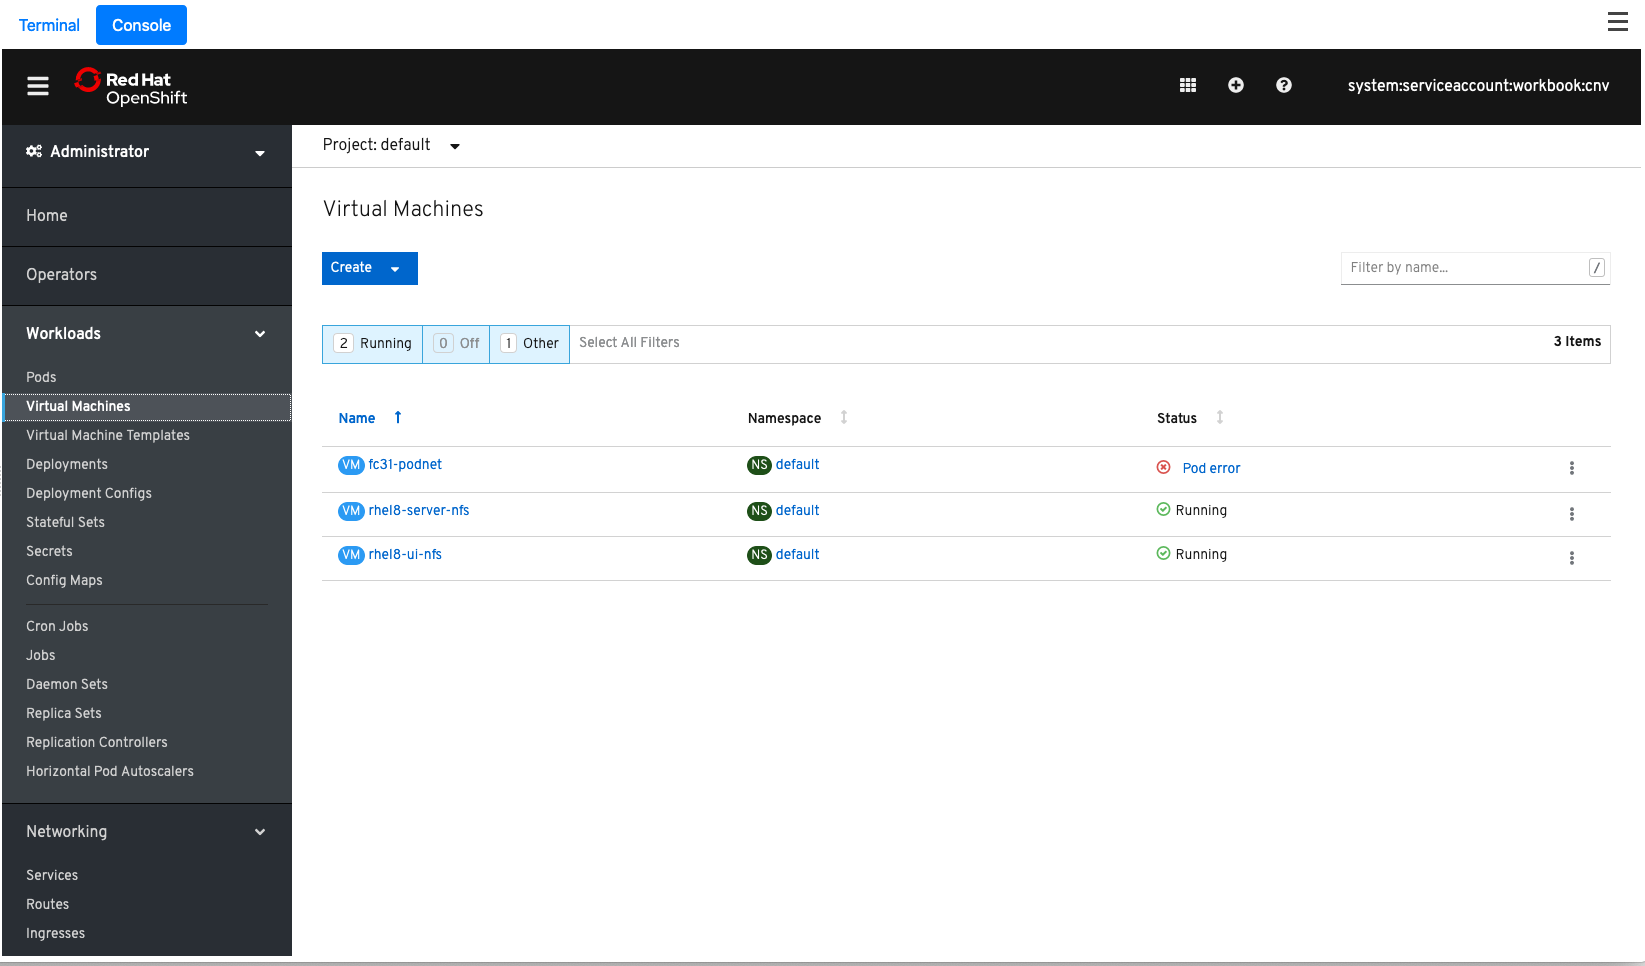 Terminal
Console
Red Hat
OpenShift
system:serviceaccount:workbook:cnv
Administrator
Project: default
Home
Operators
Workloads
Pods
Virtual Machines
Virtual Machine Templates
Deployments
Deployment Configs
Stateful Sets
Secrets
Config Maps
Cron Jobs
Jobs
Daemon Sets
Replica Sets
Replication Controllers
Horizontal Pod Autoscalers
Networking
Services
Routes
Ingresses
Virtual Machines
Create
Filter by name...
/
2 Running 0 Off 1 Other Select All Filters 3 Items
Name Namespace Status
VM fc31-podnet NS default Pod error
VM rhel8-server-nfs NS default Running
VM rhel8-ui-nfs NS default Running